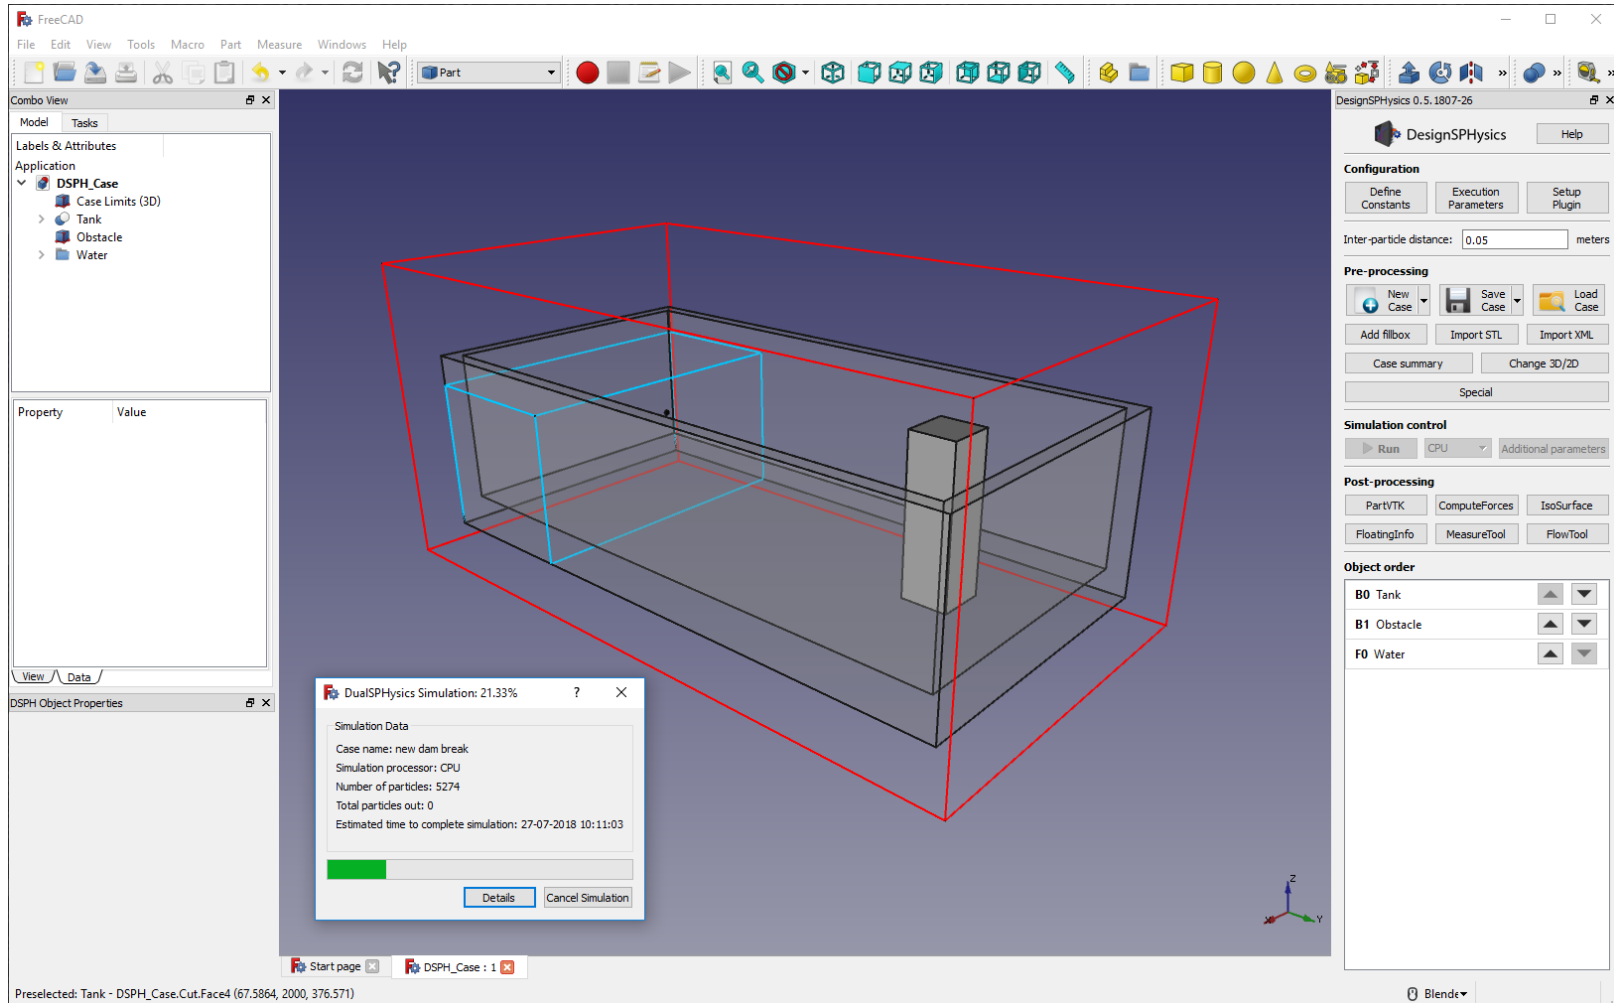 FreeCAD
File Edit View Tools Macro Part Measure Windows Help
Part
Combo View
Model Tasks
Labels & Attributes
Application
DSPH_Case
Case Limits (3D)
Tank
Obstacle
Water
Property Value
View Data
DSPH Object Properties
DualSPHysics Simulation: 21.33%
Simulation Data
Case name: new dam break
Simulation processor: CPU
Number of particles: 5274
Total particles out: 0
Estimated time to complete simulation: 27-07-2018 10:11:03
Details Cancel Simulation
Z
X
Y
Start page DSPH_Case : 1
DesignSPHysics 0.5.1807-26
DesignSPHysics Help
Configuration
Define Constants
Execution Parameters
Setup Plugin
Inter-particle distance: 0.05 meters
Pre-processing
New Case
Save Case
Load Case
Add fillbox Import STL Import XML
Case summary Change 3D/2D
Special
Simulation control
Run CPU Additional parameters
Post-processing
PartVTK ComputeForces IsoSurface
FloatingInfo MeasureTool FlowTool
Object order
B0 Tank
B1 Obstacle
F0 Water
Preselected: Tank - DSPH_Case.Cut.Face4 (67.5864, 2000, 376.571)
Blende